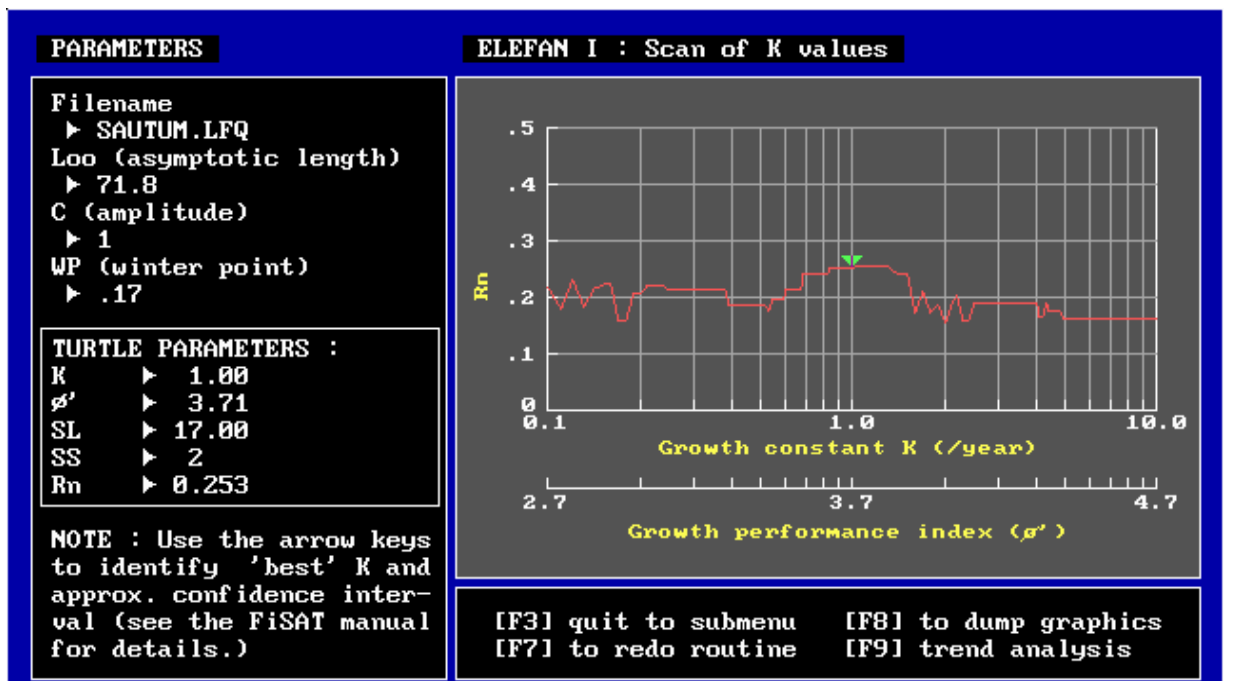 PARAMETERS
Filename
► SAUTUM.LFQ
Loo (asymptotic length)
► 71.8
C (amplitude)
► 1
WP (winter point)
► .17
TURTLE PARAMETERS :
K ► 1.00
ø' ► 3.71
SL ► 17.00
SS ► 2
Rn ► 0.253
NOTE : Use the arrow keys
to identify 'best' K and
approx. confidence inter-
val (see the FiSAT manual
for details.)
ELEFAN I : Scan of K values
.5
.4
.3
.2
.1
0
Rn
0.1 1.0 10.0
Growth constant K (/year)
2.7 3.7 4.7
Growth performance index (ø')
[F3] quit to submenu [F8] to dump graphics
[F7] to redo routine [F9] trend analysis